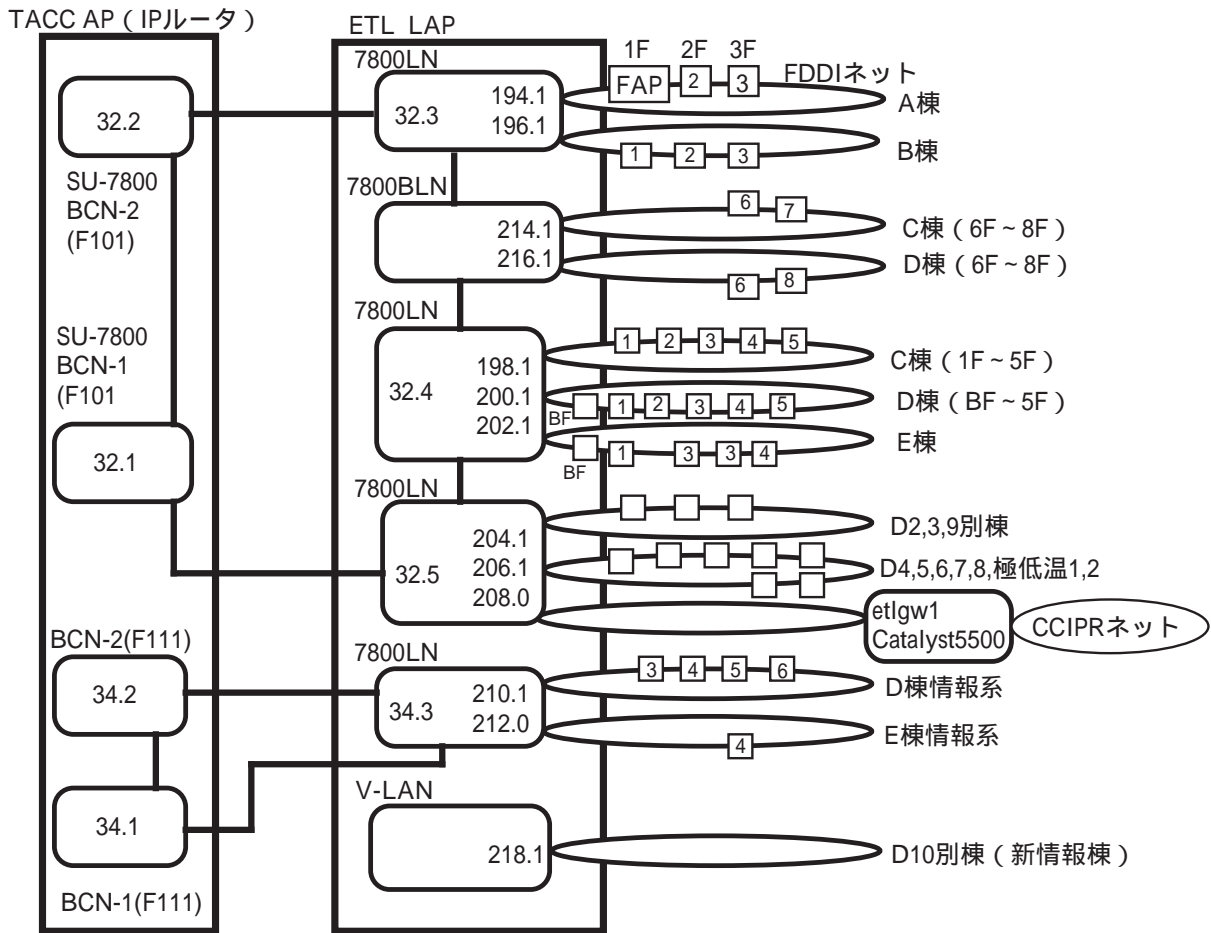 TACC AP（IPルータ）
ETL LAP
32.2
SU-7800
BCN-2
(F101)
SU-7800
BCN-1
(F101
32.1
BCN-2(F111)
34.2
34.1
BCN-1(F111)
7800LN
32.3
194.1
196.1
1F 2F 3F
FAP 2 3
FDDIネット
A棟
1 2 3
B棟
7800BLN
214.1
216.1
6 7
C棟（6F～8F）
6 8
D棟（6F～8F）
7800LN
32.4
198.1
200.1
202.1
1 2 3 4 5
C棟（1F～5F）
BF 1 2 3 4 5
D棟（BF～5F）
BF 1 3 3 4
E棟
7800LN
32.5
204.1
206.1
208.0
D2,3,9別棟
D4,5,6,7,8,極低温1,2
etlgw1
Catalyst5500
CCIPRネット
7800LN
34.3
210.1
212.0
3 4 5 6
D棟情報系
4
E棟情報系
V-LAN
218.1
D10別棟（新情報棟）